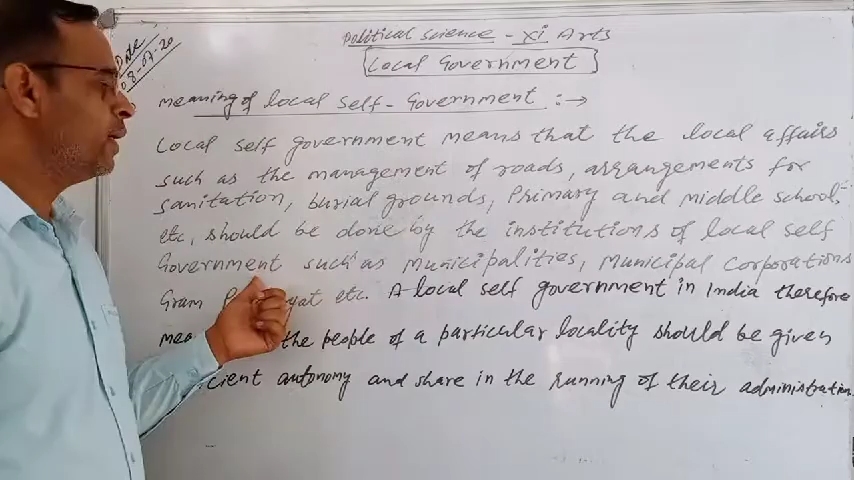 Political Science - XI Arts
Date
08-07-20
Local Government
Meaning of local Self-Government :->
Local self government means that the local affairs
such as the management of roads, arrangements for
sanitation, burial grounds, Primary and middle school,
etc, should be done by the institutions of local self
Government such as Municipalities, Municipal Corporations
Gram etc. A local self government in India therefore
the people of a particular locality should be given
autonomy and share in the running of their administration